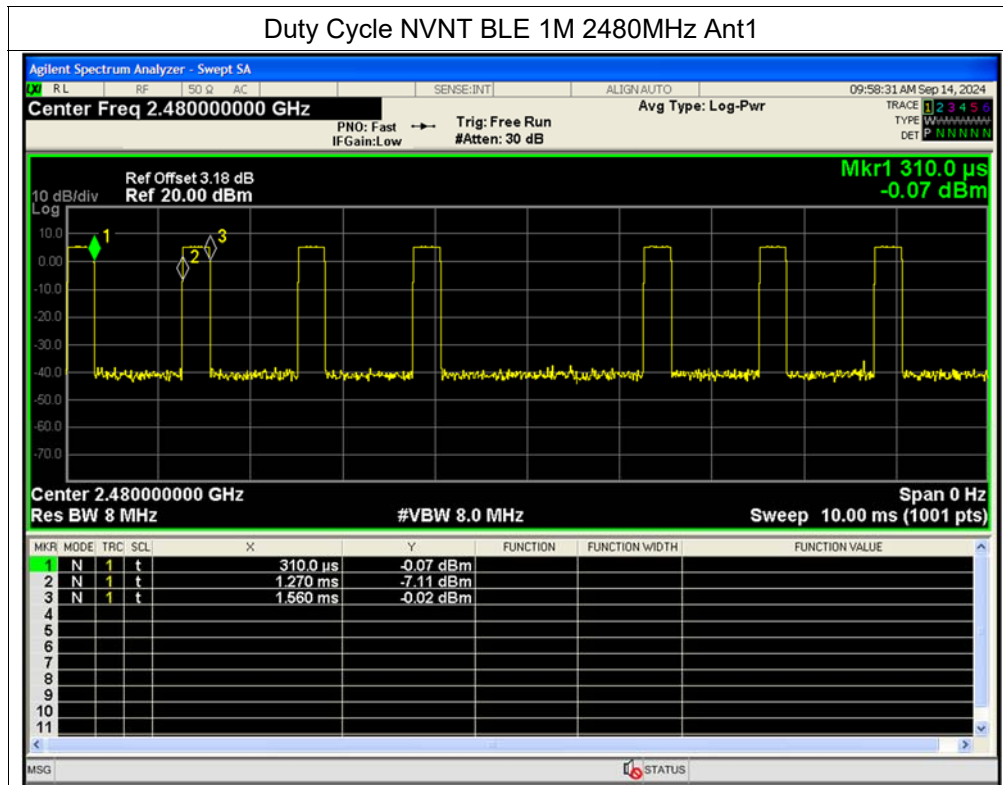 Duty Cycle NVNT BLE 1M 2480MHz Ant1
Agilent Spectrum Analyzer - Swept SA
RL RF 50 Ω AC SENSE:INT ALIGN AUTO 09:58:31 AM Sep 14, 2024
Center Freq 2.480000000 GHz Avg Type: Log-Pwr TRACE 1 2 3 4 5 6
PNO: Fast Trig: Free Run TYPE W
IFGain:Low #Atten: 30 dB DET P N N N N N
Mkr1 310.0 µs
Ref Offset 3.18 dB
10 dB/div Ref 20.00 dBm -0.07 dBm
Log
10.0 1 3
0.00 2
-10.0
-20.0
-30.0
-40.0
-50.0
-60.0
-70.0
Center 2.480000000 GHz Span 0 Hz
Res BW 8 MHz #VBW 8.0 MHz Sweep 10.00 ms (1001 pts)
MKR MODE TRC SCL X Y FUNCTION FUNCTION WIDTH FUNCTION VALUE
1 N 1 t 310.0 µs -0.07 dBm
2 N 1 t 1.270 ms -7.11 dBm
3 N 1 t 1.560 ms -0.02 dBm
4
5
6
7
8
9
10
11
MSG STATUS